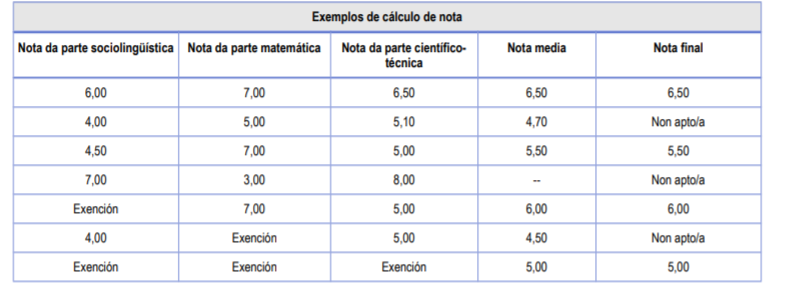 Exemplos de cálculo de nota
Nota da parte sociolingüística Nota da parte matemática Nota da parte científico-técnica Nota media Nota final
6,00 7,00 6,50 6,50 6,50
4,00 5,00 5,10 4,70 Non apto/a
4,50 7,00 5,00 5,50 5,50
7,00 3,00 8,00 -- Non apto/a
Exención 7,00 5,00 6,00 6,00
4,00 Exención 5,00 4,50 Non apto/a
Exención Exención Exención 5,00 5,00